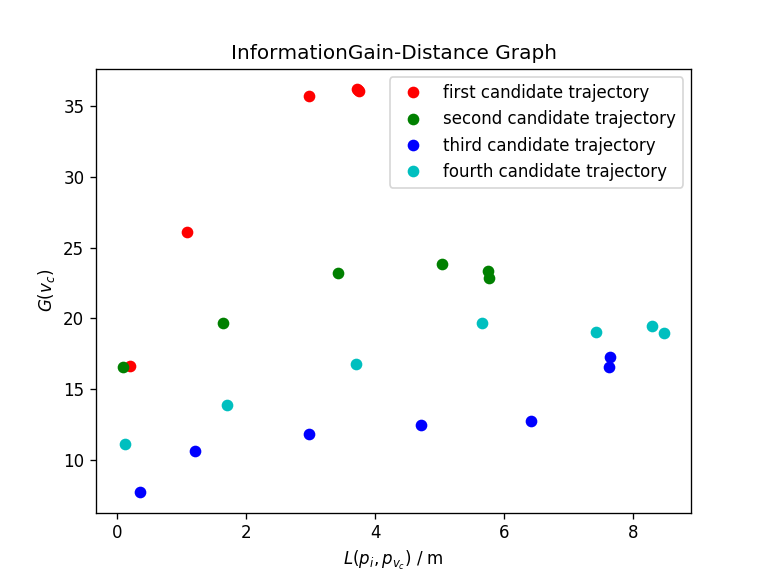 InformationGain-Distance Graph
first candidate trajectory
second candidate trajectory
third candidate trajectory
fourth candidate trajectory
G(v_c)
35
30
25
20
15
10
0 2 4 6 8
L(p_i, p_{v_c}) / m